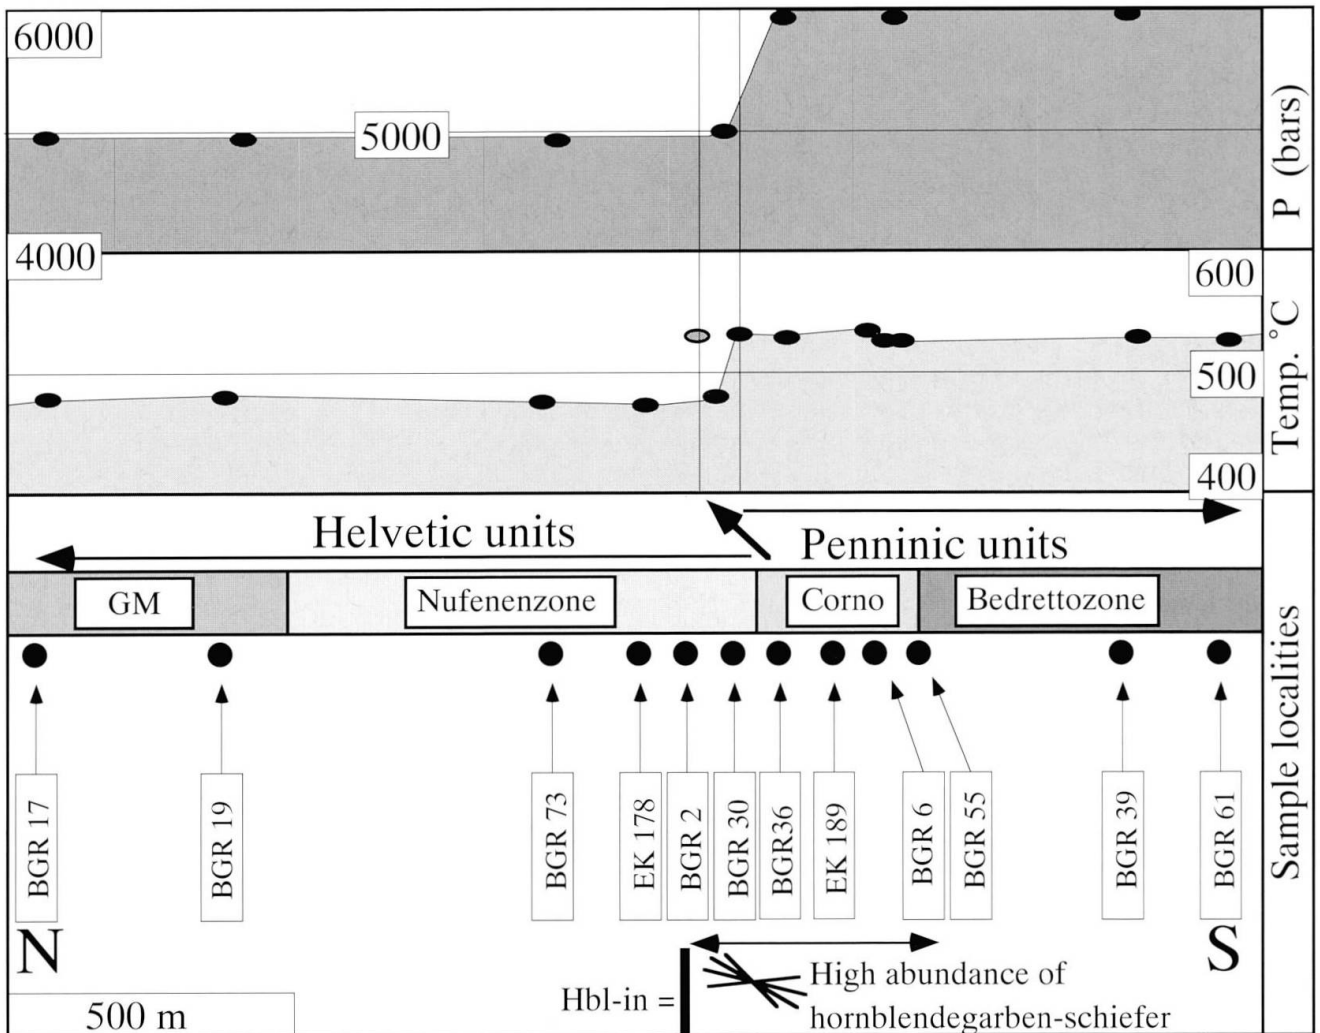 6000
5000
4000
P (bars)
600
500
400
Temp. °C
Helvetic units
Penninic units
GM
Nufenenzone
Corno
Bedrettozone
BGR 17
BGR 19
BGR 73
EK 178
BGR 2
BGR 30
BGR36
EK 189
BGR 6
BGR 55
BGR 39
BGR 61
Sample localities
N
S
500 m
Hbl-in =
High abundance of
hornblendegarben-schiefer